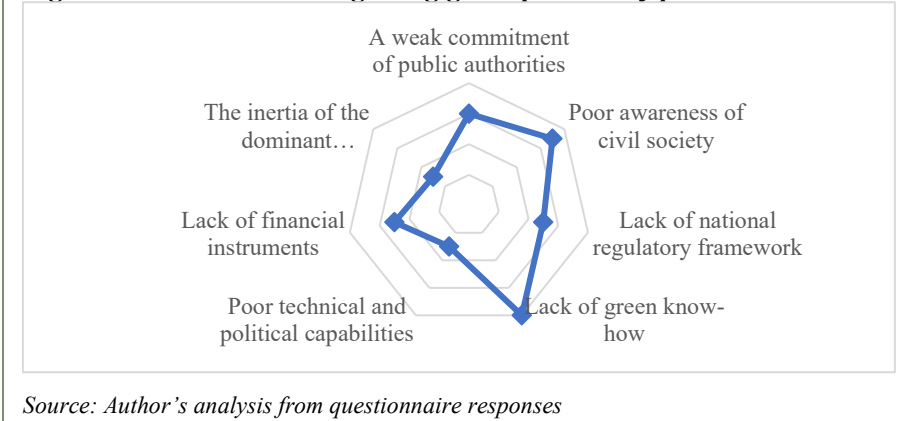 A weak commitment
of public authorities
The inertia of the
dominant…
Poor awareness of
civil society
Lack of financial
instruments
Lack of national
regulatory framework
Poor technical and
political capabilities
Lack of green know-
how
Source: Author’s analysis from questionnaire responses